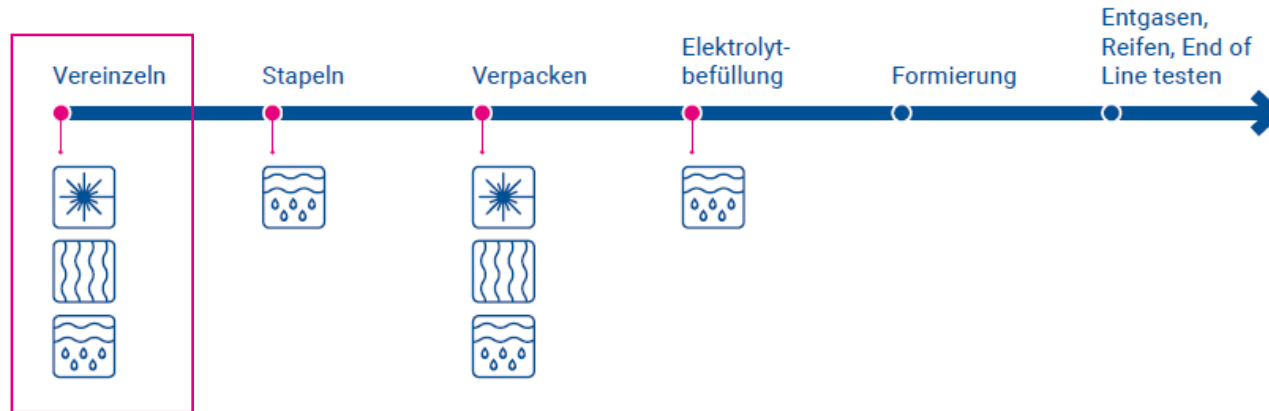 Vereinzeln
Stapeln
Verpacken
Elektrolyt-
befüllung
Formierung
Entgasen,
Reifen, End of
Line testen